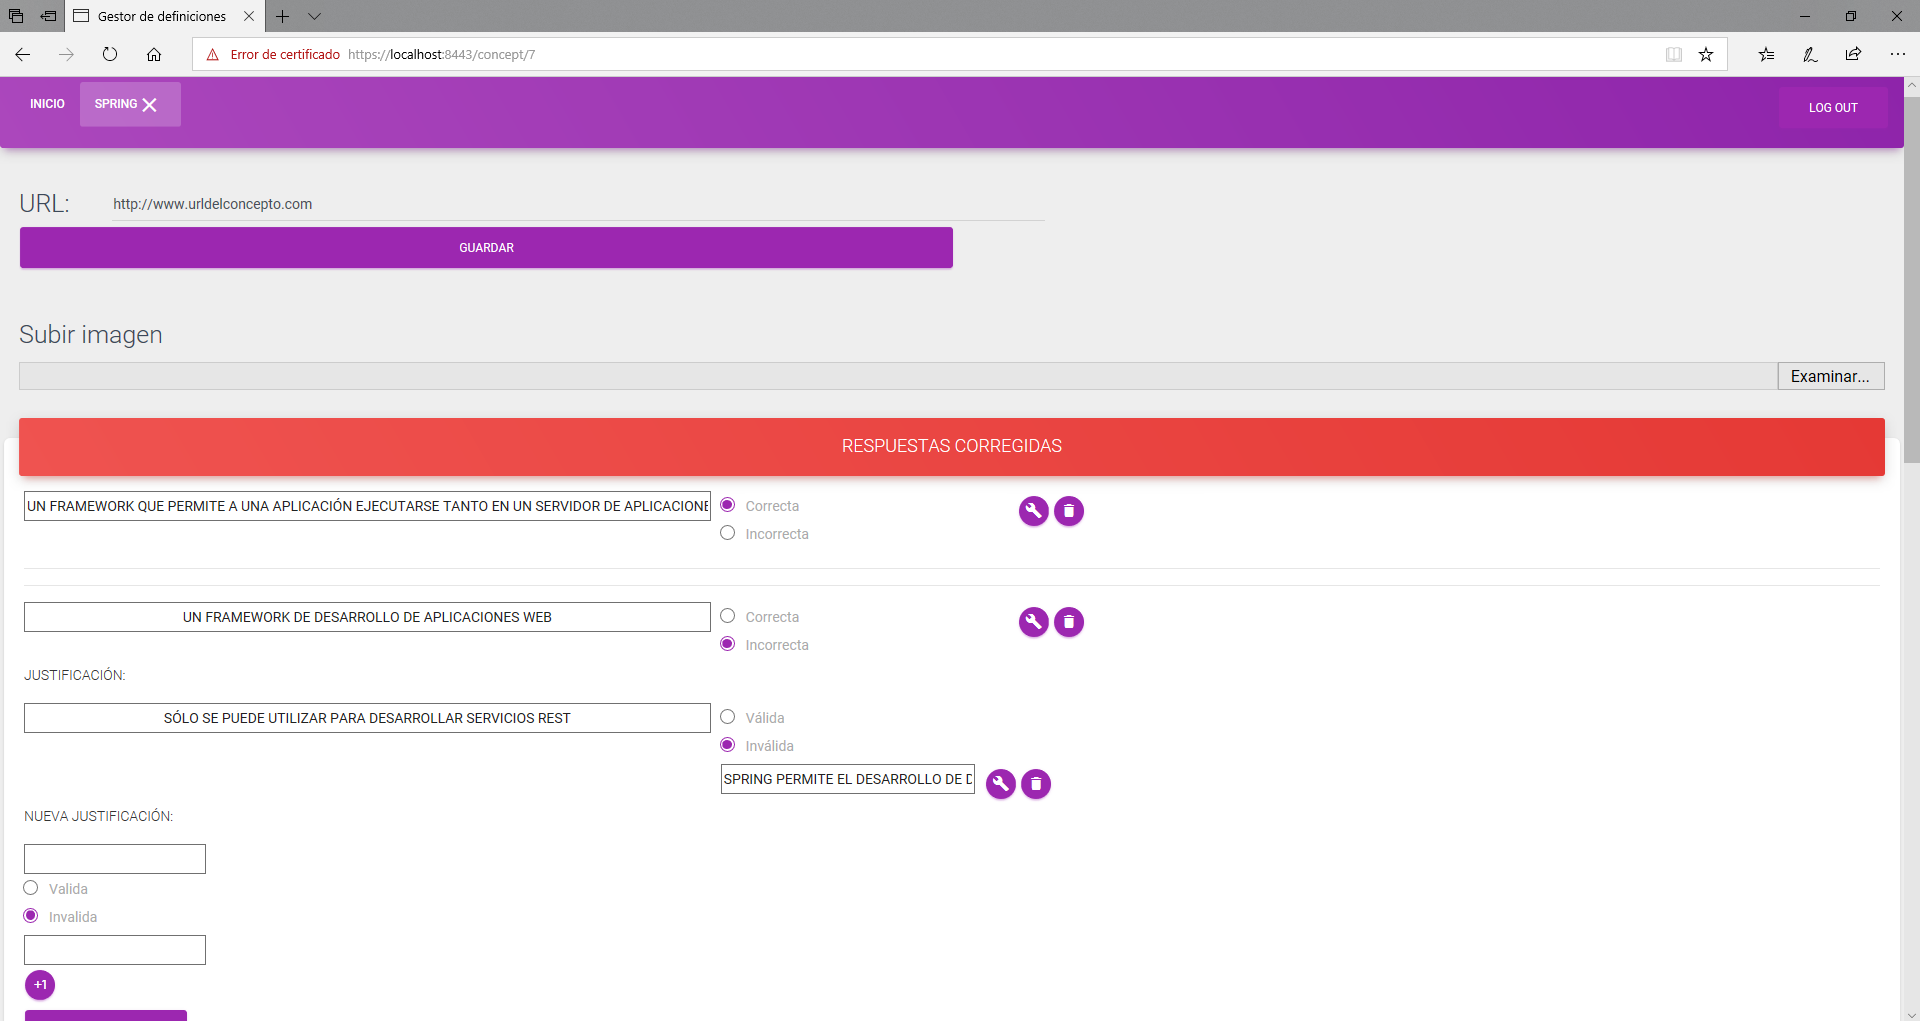 Gestor de definiciones
Error de certificado https://localhost:8443/concept/7
INICIO
SPRING
LOG OUT
URL:
http://www.urldelconcepto.com
GUARDAR
Subir imagen
Examinar...
RESPUESTAS CORREGIDAS
UN FRAMEWORK QUE PERMITE A UNA APLICACIÓN EJECUTARSE TANTO EN UN SERVIDOR DE APLICACIONE
Correcta
Incorrecta
UN FRAMEWORK DE DESARROLLO DE APLICACIONES WEB
Correcta
Incorrecta
JUSTIFICACIÓN:
SÓLO SE PUEDE UTILIZAR PARA DESARROLLAR SERVICIOS REST
Válida
Inválida
SPRING PERMITE EL DESARROLLO DE D
NUEVA JUSTIFICACIÓN:
Valida
Invalida
+1